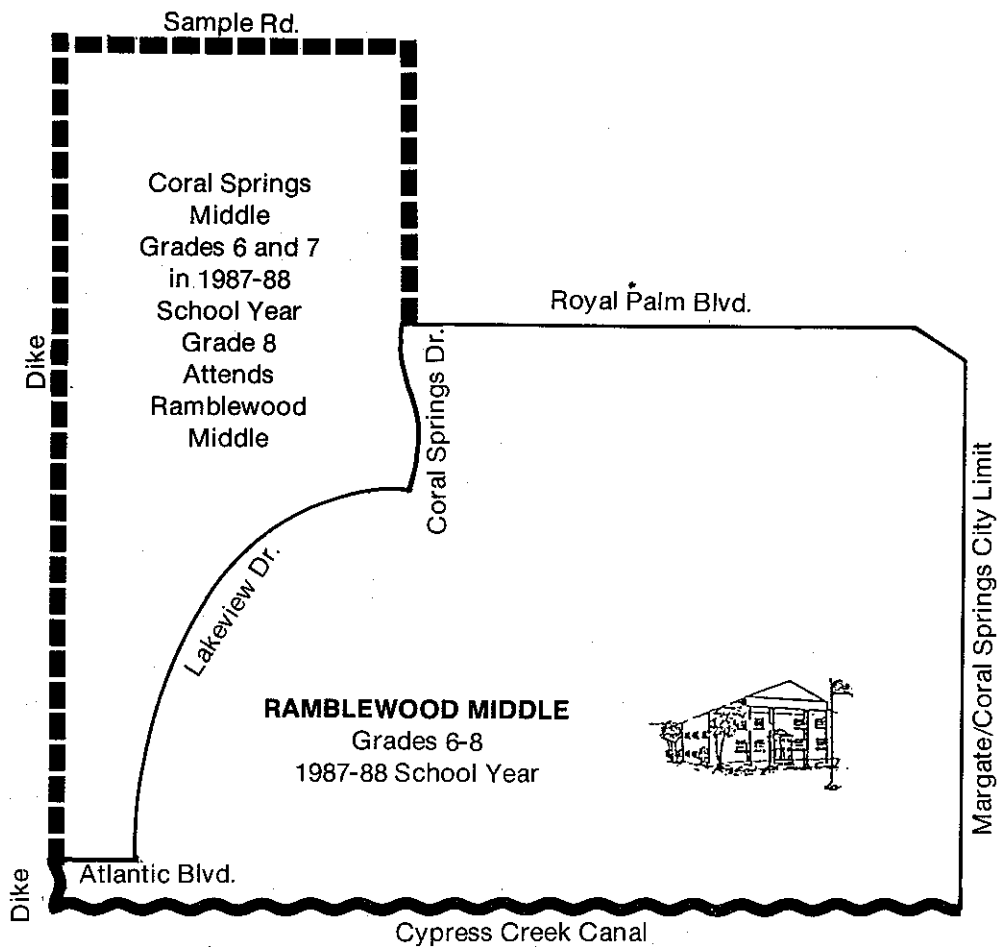 Sample Rd.
Coral Springs
Middle
Grades 6 and 7
in 1987-88
School Year
Grade 8
Attends
Ramblewood
Middle
Dike
Royal Palm Blvd.
Coral Springs Dr.
Lakeview Dr.
Margate/Coral Springs City Limit
RAMBLEWOOD MIDDLE
Grades 6-8
1987-88 School Year
Atlantic Blvd.
Dike
Cypress Creek Canal